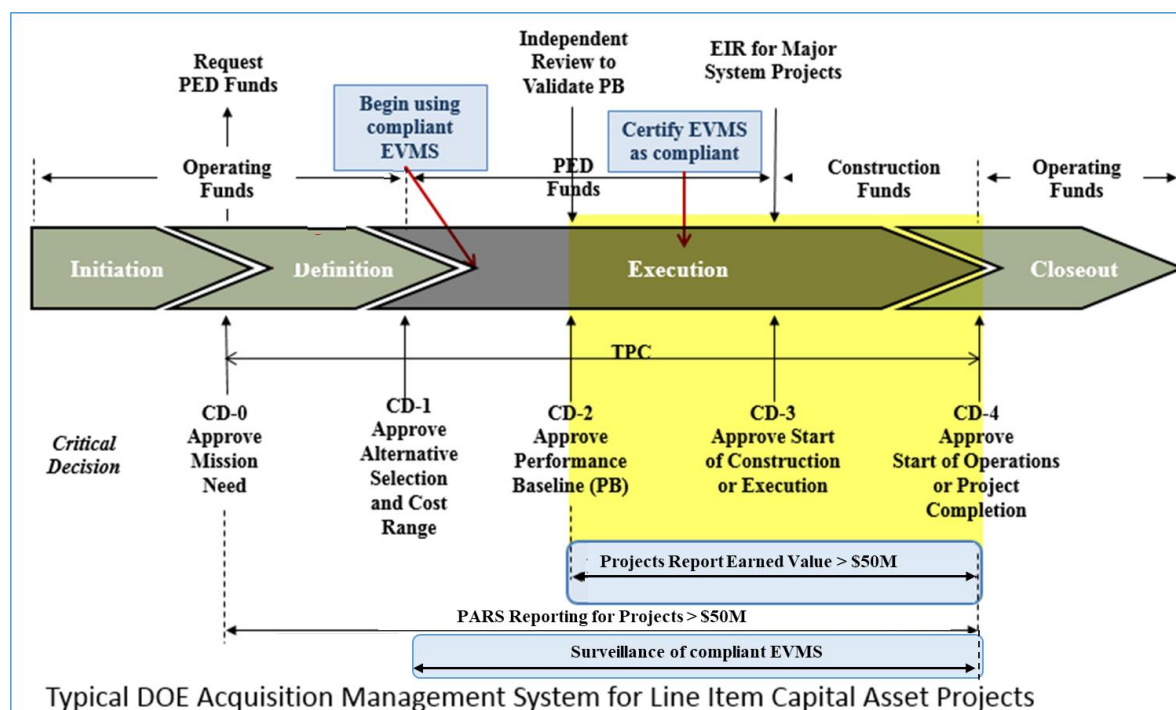 Request
PED Funds
Begin using
compliant
EVMS
Independent
Review to
Validate PB
EIR for Major
System Projects
Certify EVMS
as compliant
Operating
Funds
PED
Funds
Construction
Funds
Operating
Funds
Initiation
Definition
Execution
Closeout
TPC
Critical
Decision
CD-0
Approve
Mission
Need
CD-1
Approve
Alternative
Selection
and Cost
Range
CD-2
Approve
Performance
Baseline (PB)
CD-3
Approve Start
of Construction
or Execution
CD-4
Approve
Start of Operations
or Project
Completion
Projects Report Earned Value > $50M
PARS Reporting for Projects > $50M
Surveillance of compliant EVMS
Typical DOE Acquisition Management System for Line Item Capital Asset Projects